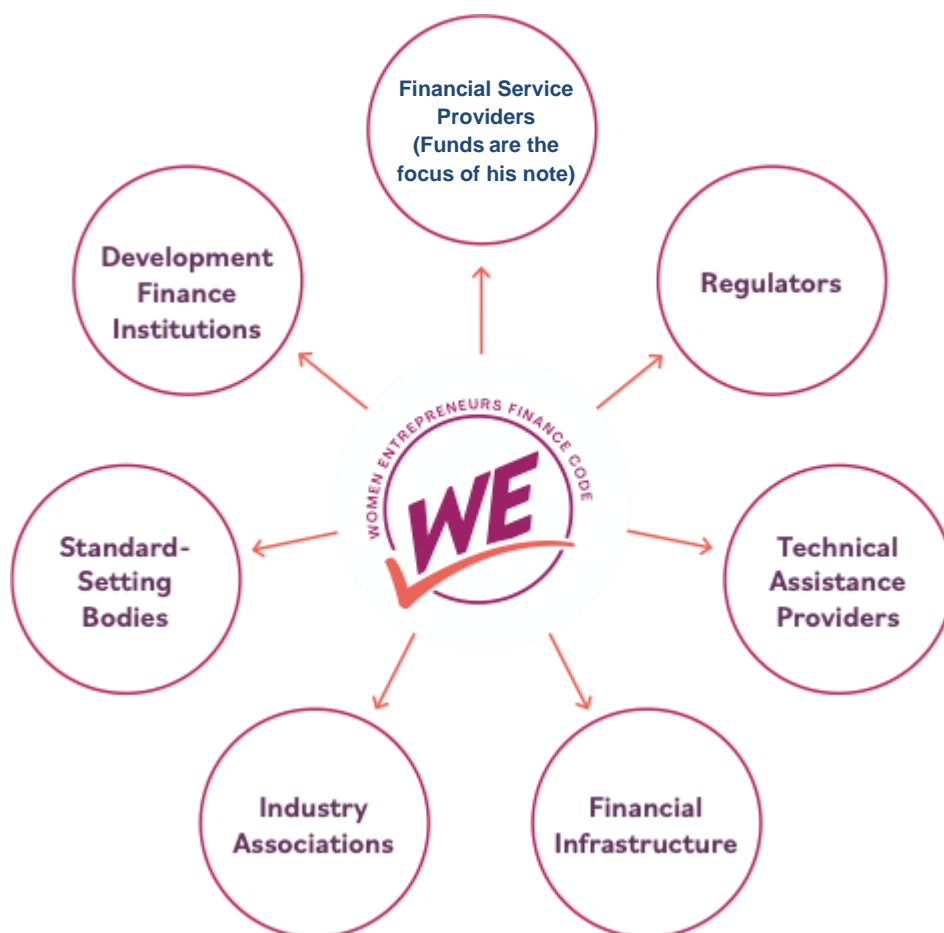 Financial Service
Providers
(Funds are the
focus of his note)
Development
Finance
Institutions
Regulators
WOMEN ENTREPRENEURS FINANCE CODE
WE
Standard-
Setting
Bodies
Technical
Assistance
Providers
Industry
Associations
Financial
Infrastructure